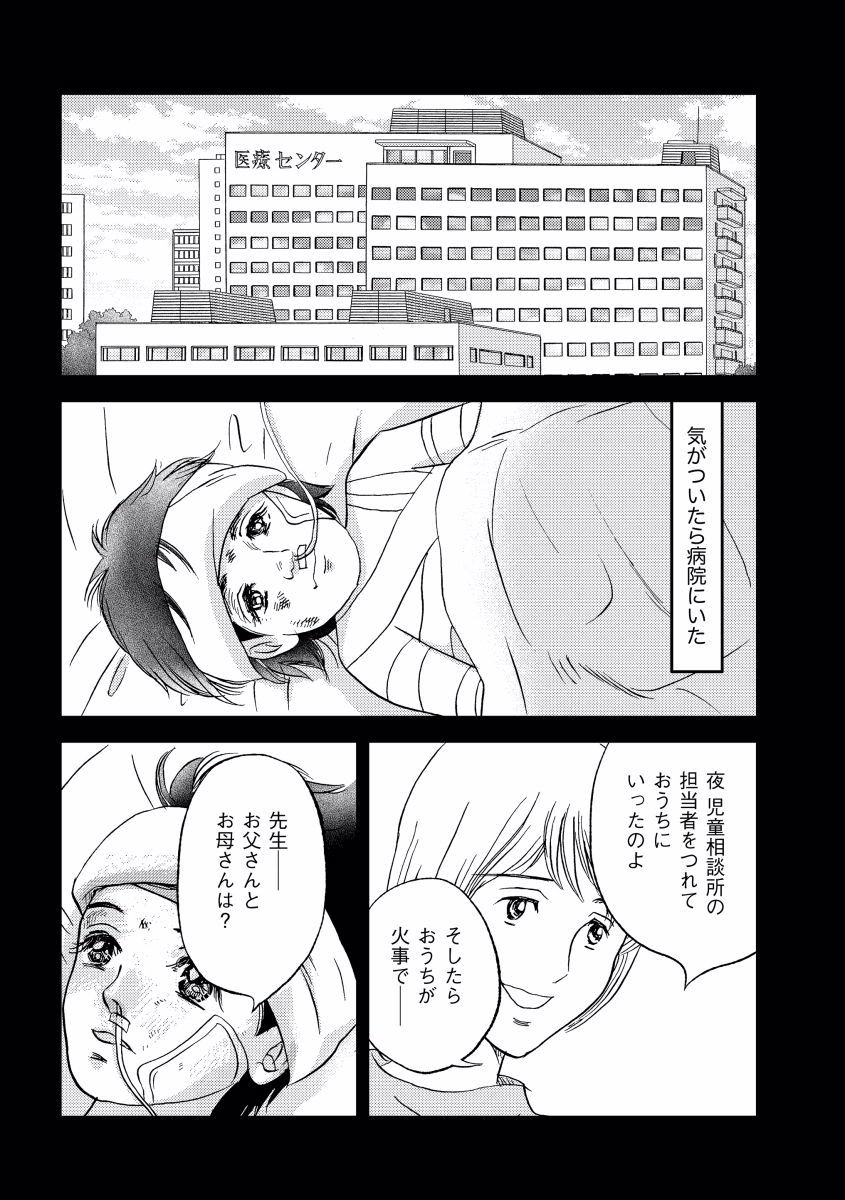 医療センター
気がついたら病院にいた
夜 児童相談所の
担当者をつれて
おうちに
いったのよ
そしたら
おうちが
火事で──
先生──
お父さんと
お母さんは?